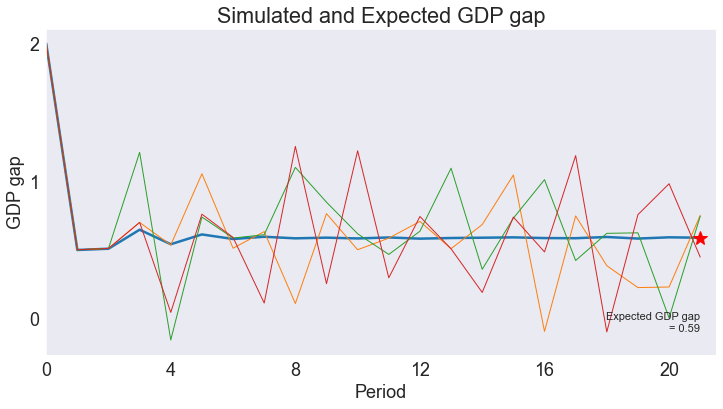 Simulated and Expected GDP gap
2
1
0
GDP gap
Expected GDP gap
= 0.59
0 4 8 12 16 20
Period